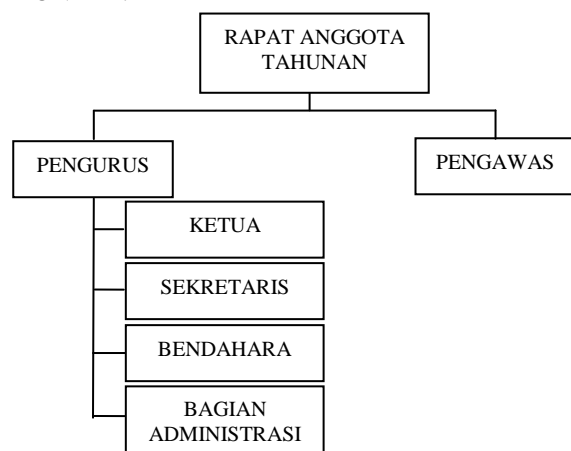 RAPAT ANGGOTA
TAHUNAN
PENGURUS
PENGAWAS
KETUA
SEKRETARIS
BENDAHARA
BAGIAN
ADMINISTRASI